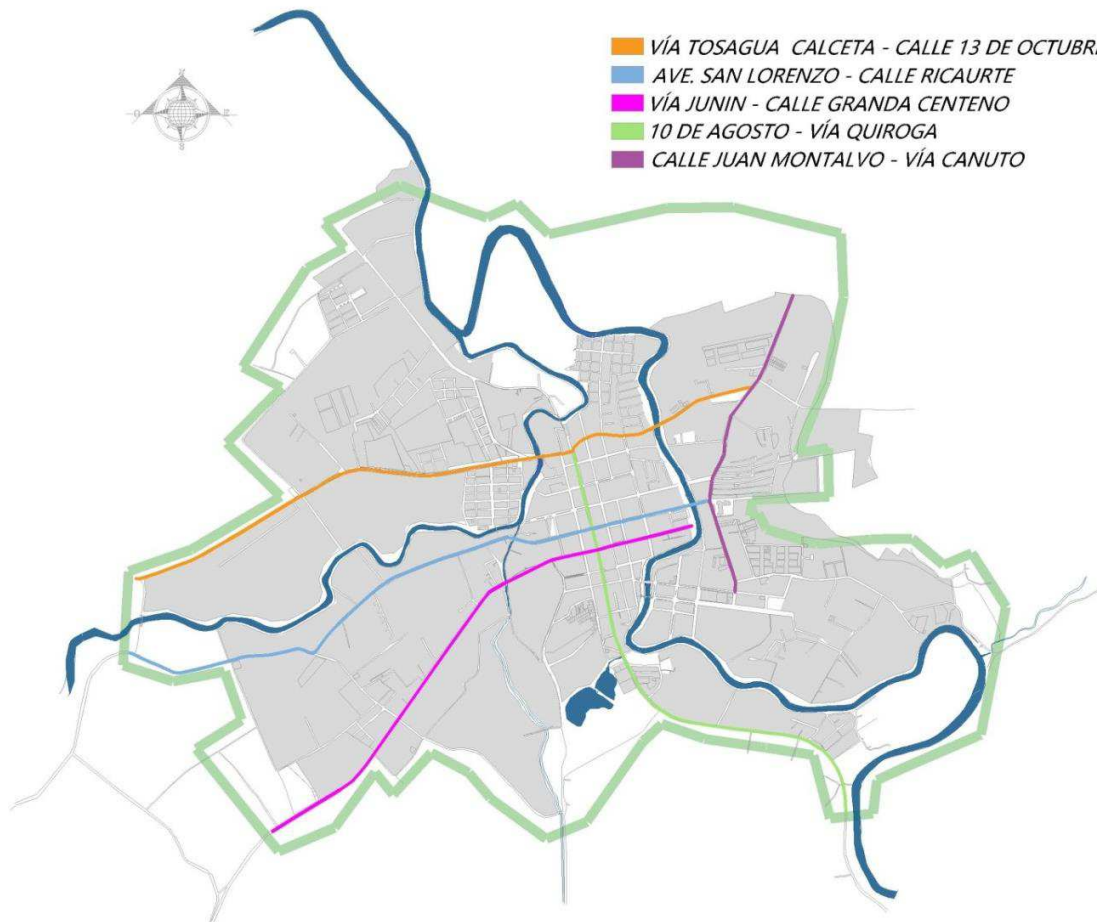 VÍA TOSAGUA CALCETA - CALLE 13 DE OCTUBR
AVE. SAN LORENZO - CALLE RICAURTE
VÍA JUNIN - CALLE GRANDA CENTENO
10 DE AGOSTO - VÍA QUIROGA
CALLE JUAN MONTALVO - VÍA CANUTO